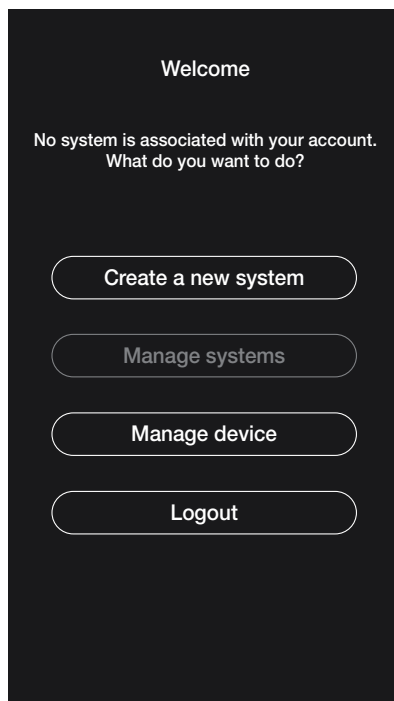 Welcome
No system is associated with your account.
What do you want to do?
Create a new system
Manage systems
Manage device
Logout